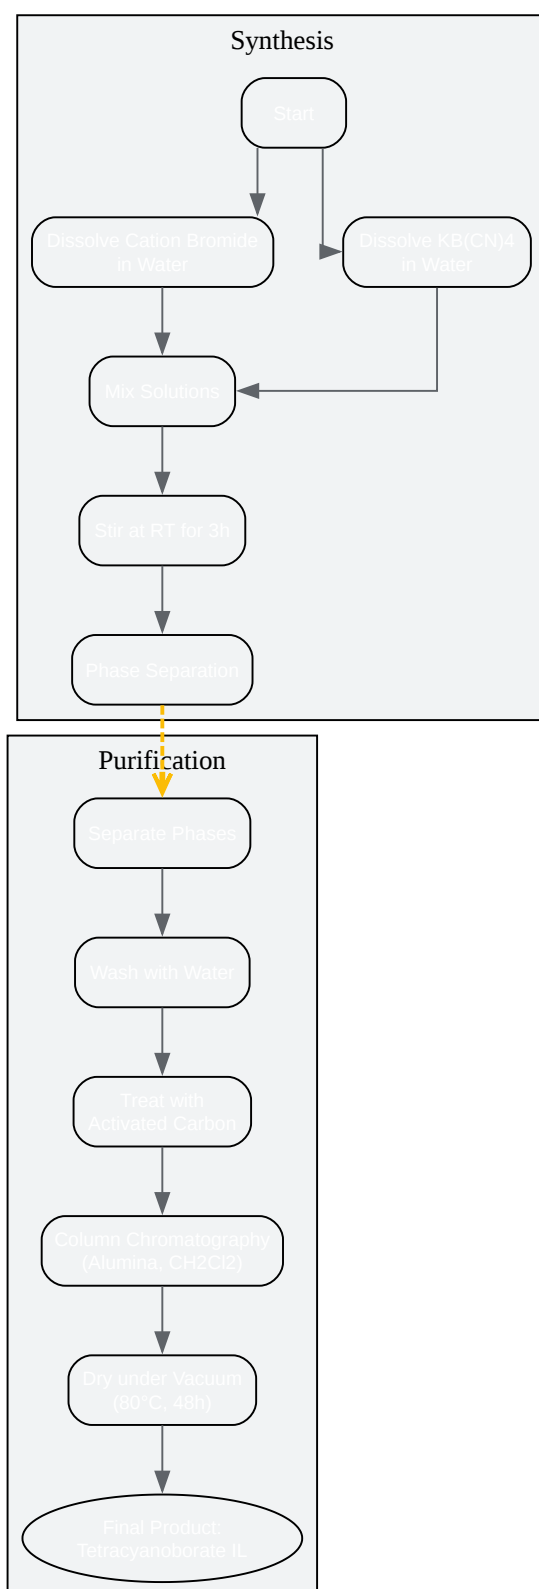 Synthesis
Start
Dissolve Cation Bromide
in Water
Dissolve KB(CN)4
in Water
Mix Solutions
Stir at RT for 3h
Phase Separation
Purification
Separate Phases
Wash with Water
Treat with
Activated Carbon
Column Chromatography
(Alumina, CH2Cl2)
Dry under Vacuum
(80°C, 48h)
Final Product:
Tetracyanoborate IL